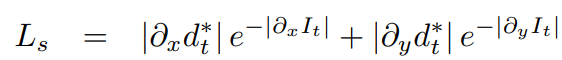 L_s = |∂_x d_t^*| e^{-|∂_x I_t|} + |∂_y d_t^*| e^{-|∂_y I_t|}